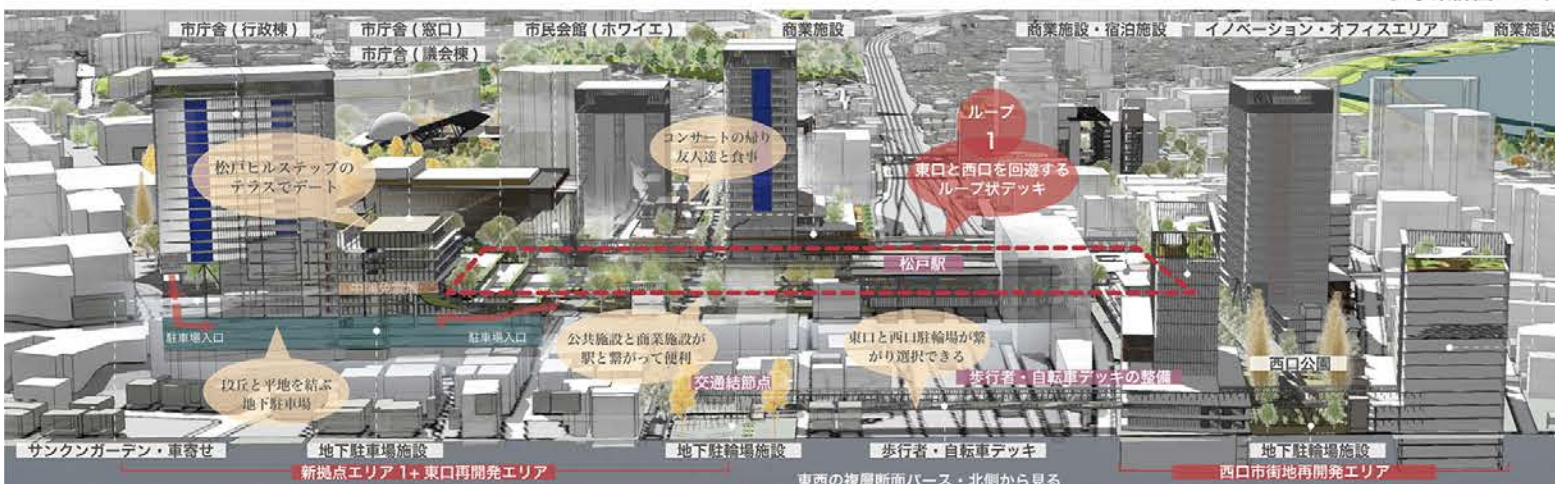 市庁舎 ( 行政棟 )
市庁舎 ( 窓口 )
市庁舎 ( 議会棟 )
市民会館 ( ホワイエ )
商業施設
商業施設・宿泊施設
イノベーション・オフィスエリア
商業施設
ループ
1
東口と西口を回遊する
ループ状デッキ
コンサートの帰り
友人達と食事
松戸ヒルステップの
テラスでデート
松戸駅
駐車場入口
駐車場入口
公共施設と商業施設が
駅と繋がって便利
東口と西口駐輪場が繋
がり選択できる
段丘と平地を結ぶ
地下駐車場
交通結節点
歩行者・自転車デッキの整備
西口公園
サンクンガーデン・車寄せ
地下駐車場施設
地下駐輪場施設
歩行者・自転車デッキ
地下駐輪場施設
新拠点エリア 1+ 東口再開発エリア
東西の複層断面パース・北側から見る
西口市街地再開発エリア